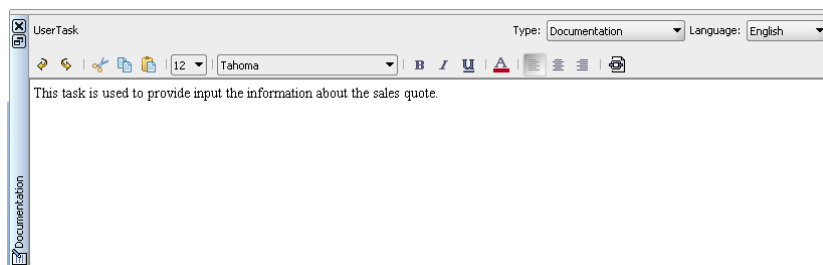 UserTask Type: Documentation Language: English
12 Tahoma B I U A
This task is used to provide input the information about the sales quote.
Documentation